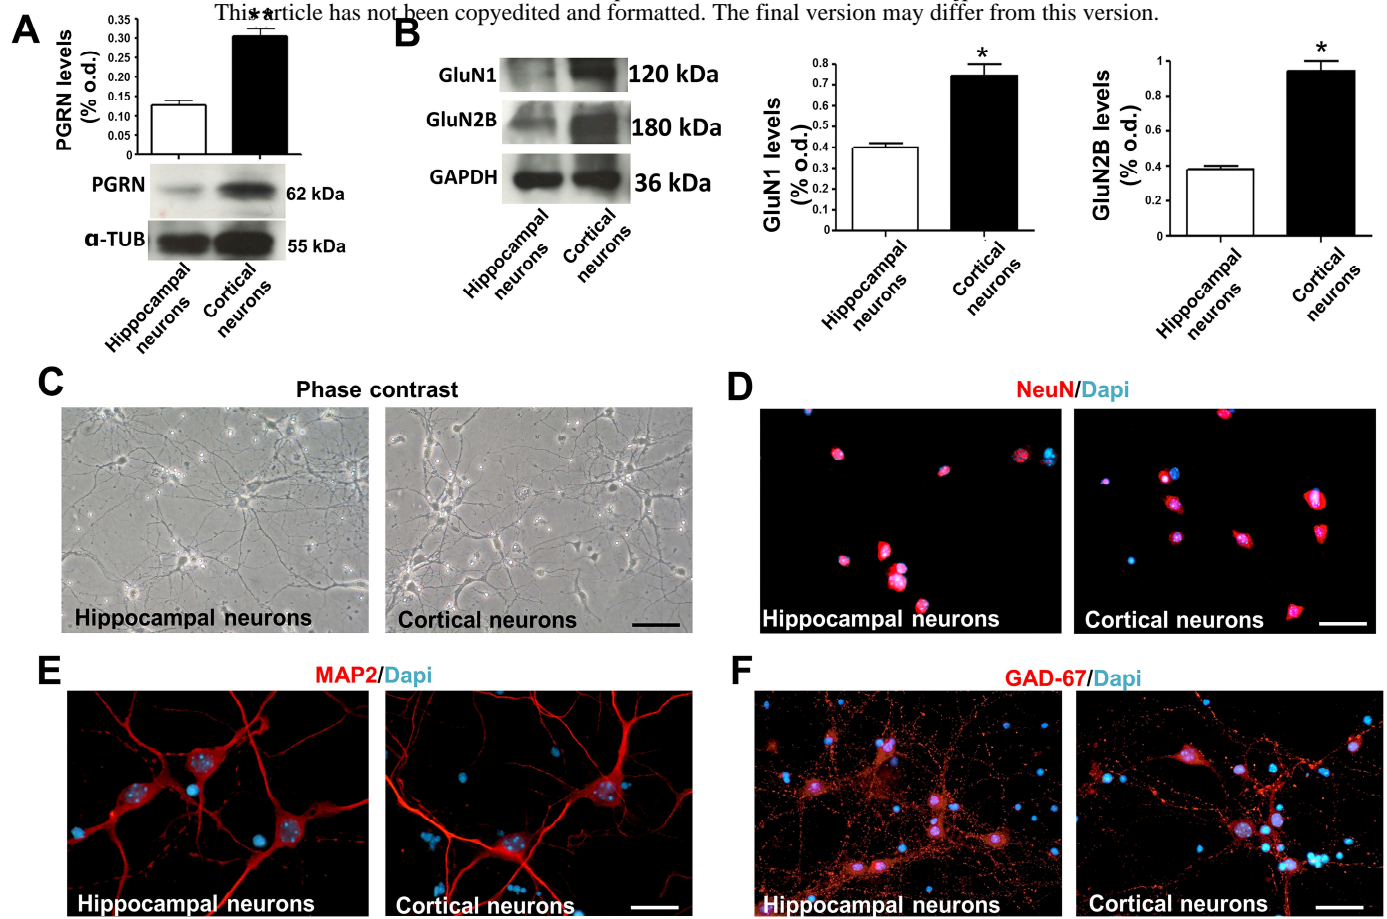 This article has not been copyedited and formatted. The final version may differ from this version.
A
**
PGRN levels
(% o.d.)
0.35
0.30
0.25
0.20
0.15
0.10
0.05
0
PGRN
62 kDa
α-TUB
55 kDa
Hippocampal
neurons
Cortical
neurons
B
GluN1
120 kDa
GluN2B
180 kDa
GAPDH
36 kDa
Hippocampal
neurons
Cortical
neurons
GluN1 levels
(% o.d.)
0.8
0.7
0.6
0.5
0.4
0.3
0.2
0.1
0
*
Hippocampal
neurons
Cortical
neurons
GluN2B levels
(% o.d.)
1
0.8
0.6
0.4
0.2
0
*
Hippocampal
neurons
Cortical
neurons
C
Phase contrast
Hippocampal neurons
Cortical neurons
D
NeuN/Dapi
Hippocampal neurons
Cortical neurons
E
MAP2/Dapi
Hippocampal neurons
Cortical neurons
F
GAD-67/Dapi
Hippocampal neurons
Cortical neurons